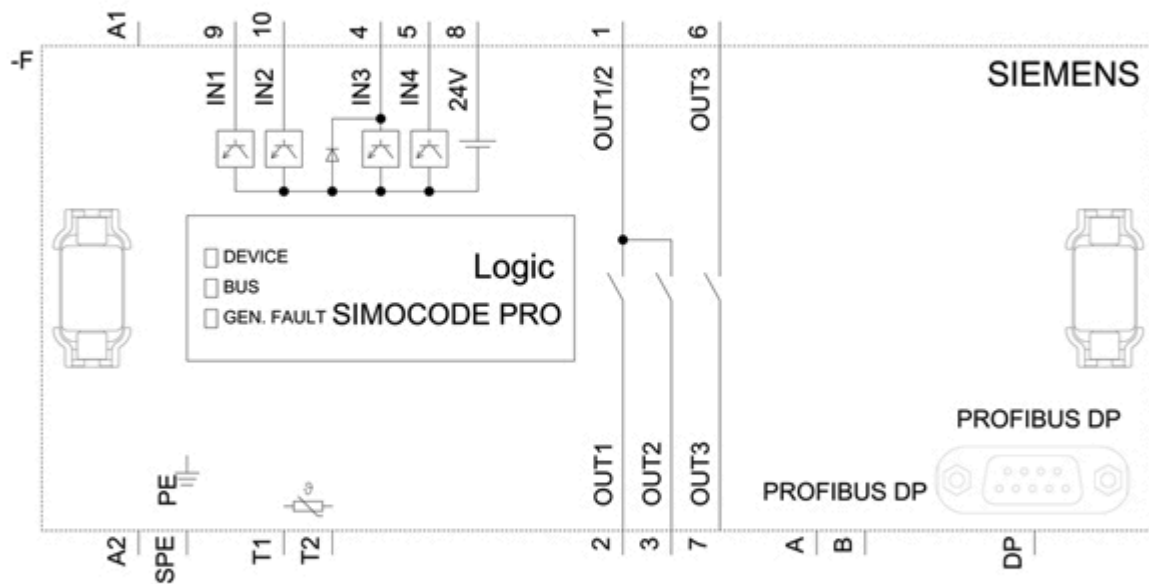 A1
9
10
4
5
8
1
6
-F
IN1
IN2
IN3
IN4
24V
OUT1/2
OUT3
SIEMENS
DEVICE
BUS
GEN. FAULT
Logic
SIMOCODE PRO
PROFIBUS DP
PE
ϑ
OUT1
OUT2
OUT3
PROFIBUS DP
A2
SPE
T1
T2
2
3
7
A
B
DP